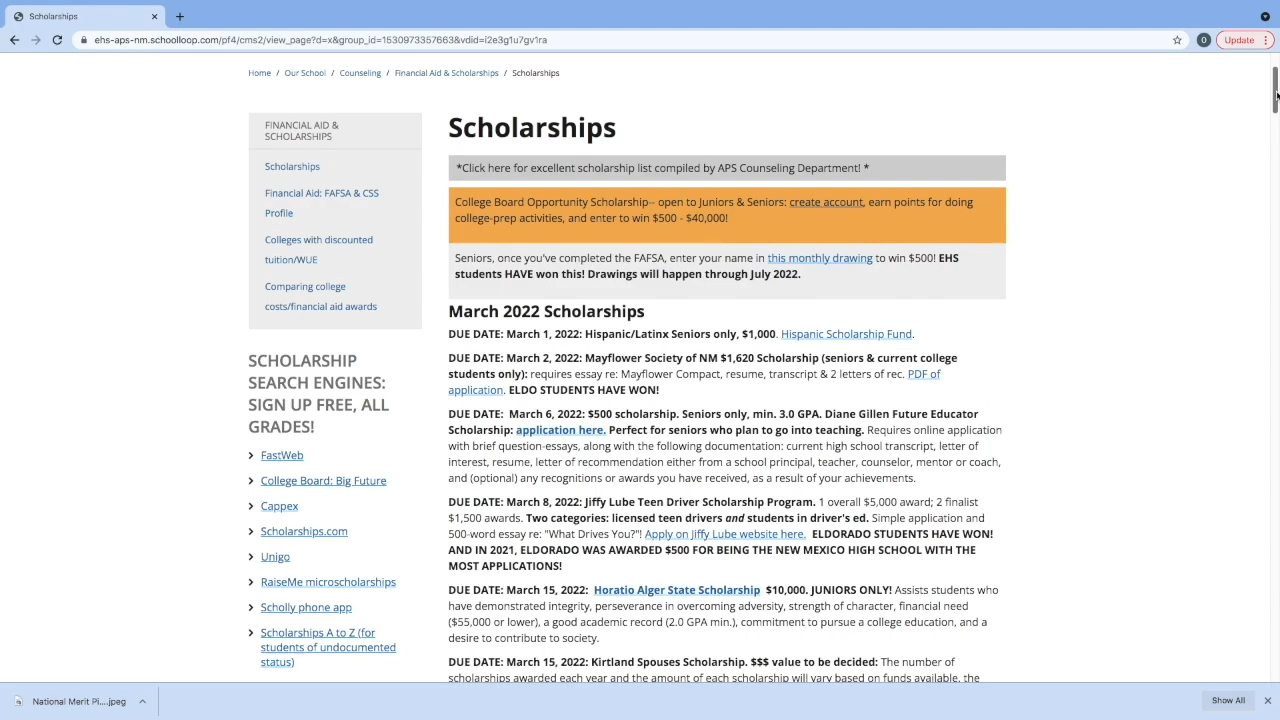 Scholarships
ehs-aps-nm.schoolloop.com/pf4/cms2/view_page?d=x&group_id=1530973357663&vdid=i2e3g1u7gv1ra
O
Update
Home / Our School / Counseling / Financial Aid & Scholarships / Scholarships
FINANCIAL AID &
SCHOLARSHIPS
Scholarships
Financial Aid: FAFSA & CSS
Profile
Colleges with discounted
tuition/WUE
Comparing college
costs/financial aid awards
SCHOLARSHIP
SEARCH ENGINES:
SIGN UP FREE, ALL
GRADES!
FastWeb
College Board: Big Future
Cappex
Scholarships.com
Unigo
RaiseMe microscholarships
Scholly phone app
Scholarships A to Z (for
students of undocumented
status)
Scholarships
*Click here for excellent scholarship list compiled by APS Counseling Department! *
College Board Opportunity Scholarship-- open to Juniors & Seniors: create account, earn points for doing
college-prep activities, and enter to win $500 - $40,000!
Seniors, once you've completed the FAFSA, enter your name in this monthly drawing to win $500! EHS
students HAVE won this! Drawings will happen through July 2022.
March 2022 Scholarships
DUE DATE: March 1, 2022: Hispanic/Latinx Seniors only, $1,000. Hispanic Scholarship Fund.
DUE DATE: March 2, 2022: Mayflower Society of NM $1,620 Scholarship (seniors & current college
students only): requires essay re: Mayflower Compact, resume, transcript & 2 letters of rec. PDF of
application. ELDO STUDENTS HAVE WON!
DUE DATE: March 6, 2022: $500 scholarship. Seniors only, min. 3.0 GPA. Diane Gillen Future Educator
Scholarship: application here. Perfect for seniors who plan to go into teaching. Requires online application
with brief question-essays, along with the following documentation: current high school transcript, letter of
interest, resume, letter of recommendation either from a school principal, teacher, counselor, mentor or coach,
and (optional) any recognitions or awards you have received, as a result of your achievements.
DUE DATE: March 8, 2022: Jiffy Lube Teen Driver Scholarship Program. 1 overall $5,000 award; 2 finalist
$1,500 awards. Two categories: licensed teen drivers and students in driver's ed. Simple application and
500-word essay re: "What Drives You?"! Apply on Jiffy Lube website here. ELDORADO STUDENTS HAVE WON!
AND IN 2021, ELDORADO WAS AWARDED $500 FOR BEING THE NEW MEXICO HIGH SCHOOL WITH THE
MOST APPLICATIONS!
DUE DATE: March 15, 2022: Horatio Alger State Scholarship $10,000. JUNIORS ONLY! Assists students who
have demonstrated integrity, perseverance in overcoming adversity, strength of character, financial need
($55,000 or lower), a good academic record (2.0 GPA min.), commitment to pursue a college education, and a
desire to contribute to society.
DUE DATE: March 15, 2022: Kirtland Spouses Scholarship. $$$ value to be decided: The number of
scholarships awarded each year and the amount of each scholarship will vary based on funds available, the
National Merit Pi....jpeg
Show All